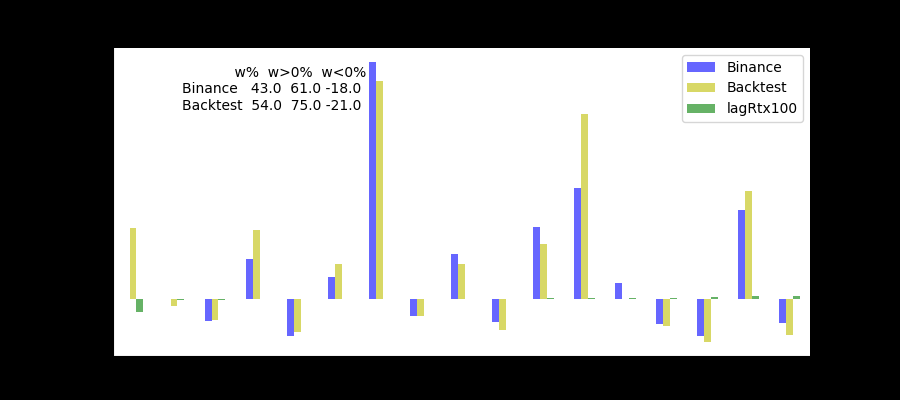 w%  w>0%  w<0%
Binance   43.0  61.0 -18.0
Backtest  54.0  75.0 -21.0
Binance
Backtest
lagRtx100